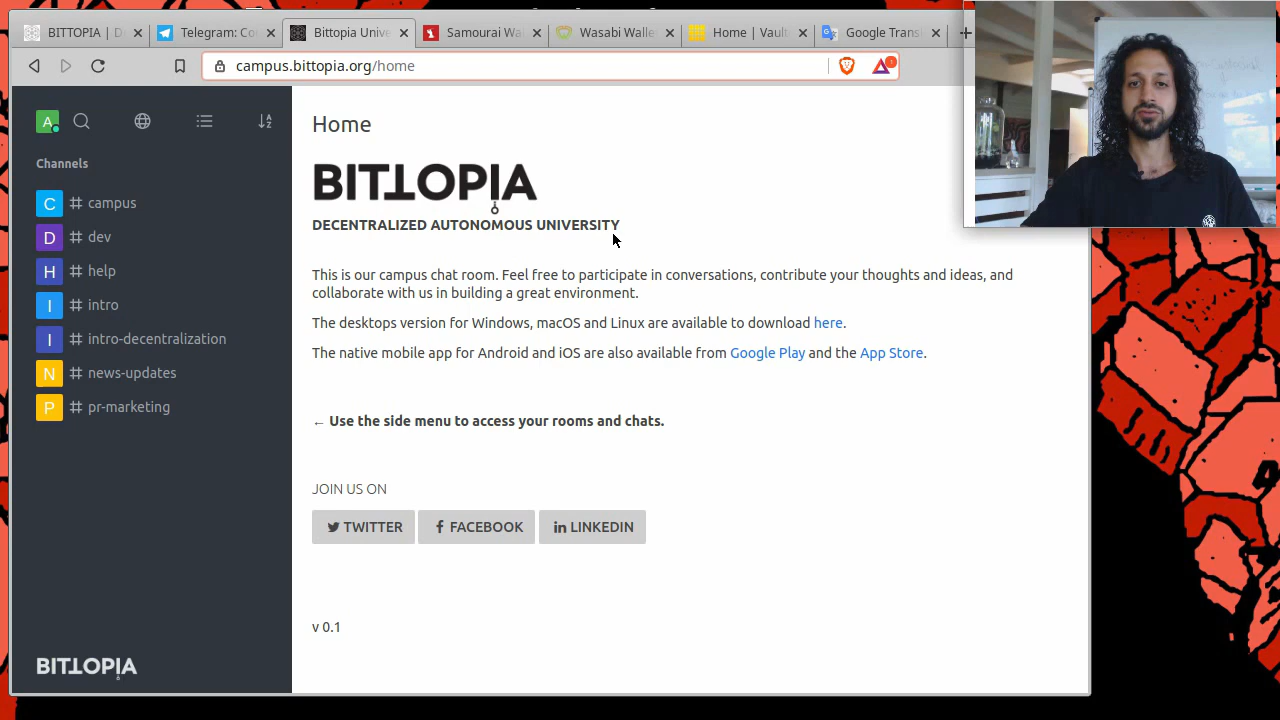 BITTOPIA | D
Telegram: Co
Bittopia Unive
Samourai Wa
Wasabi Walle
Home | Vault
Google Trans
campus.bittopia.org/home
1
A
Channels
C # campus
D # dev
H # help
I # intro
I # intro-decentralization
N # news-updates
P # pr-marketing
BITTOPIA
Home
BITTOPIA
DECENTRALIZED AUTONOMOUS UNIVERSITY
This is our campus chat room. Feel free to participate in conversations, contribute your thoughts and ideas, and
collaborate with us in building a great environment.
The desktops version for Windows, macOS and Linux are available to download here.
The native mobile app for Android and iOS are also available from Google Play and the App Store.
← Use the side menu to access your rooms and chats.
JOIN US ON
TWITTER
FACEBOOK
LINKEDIN
v 0.1